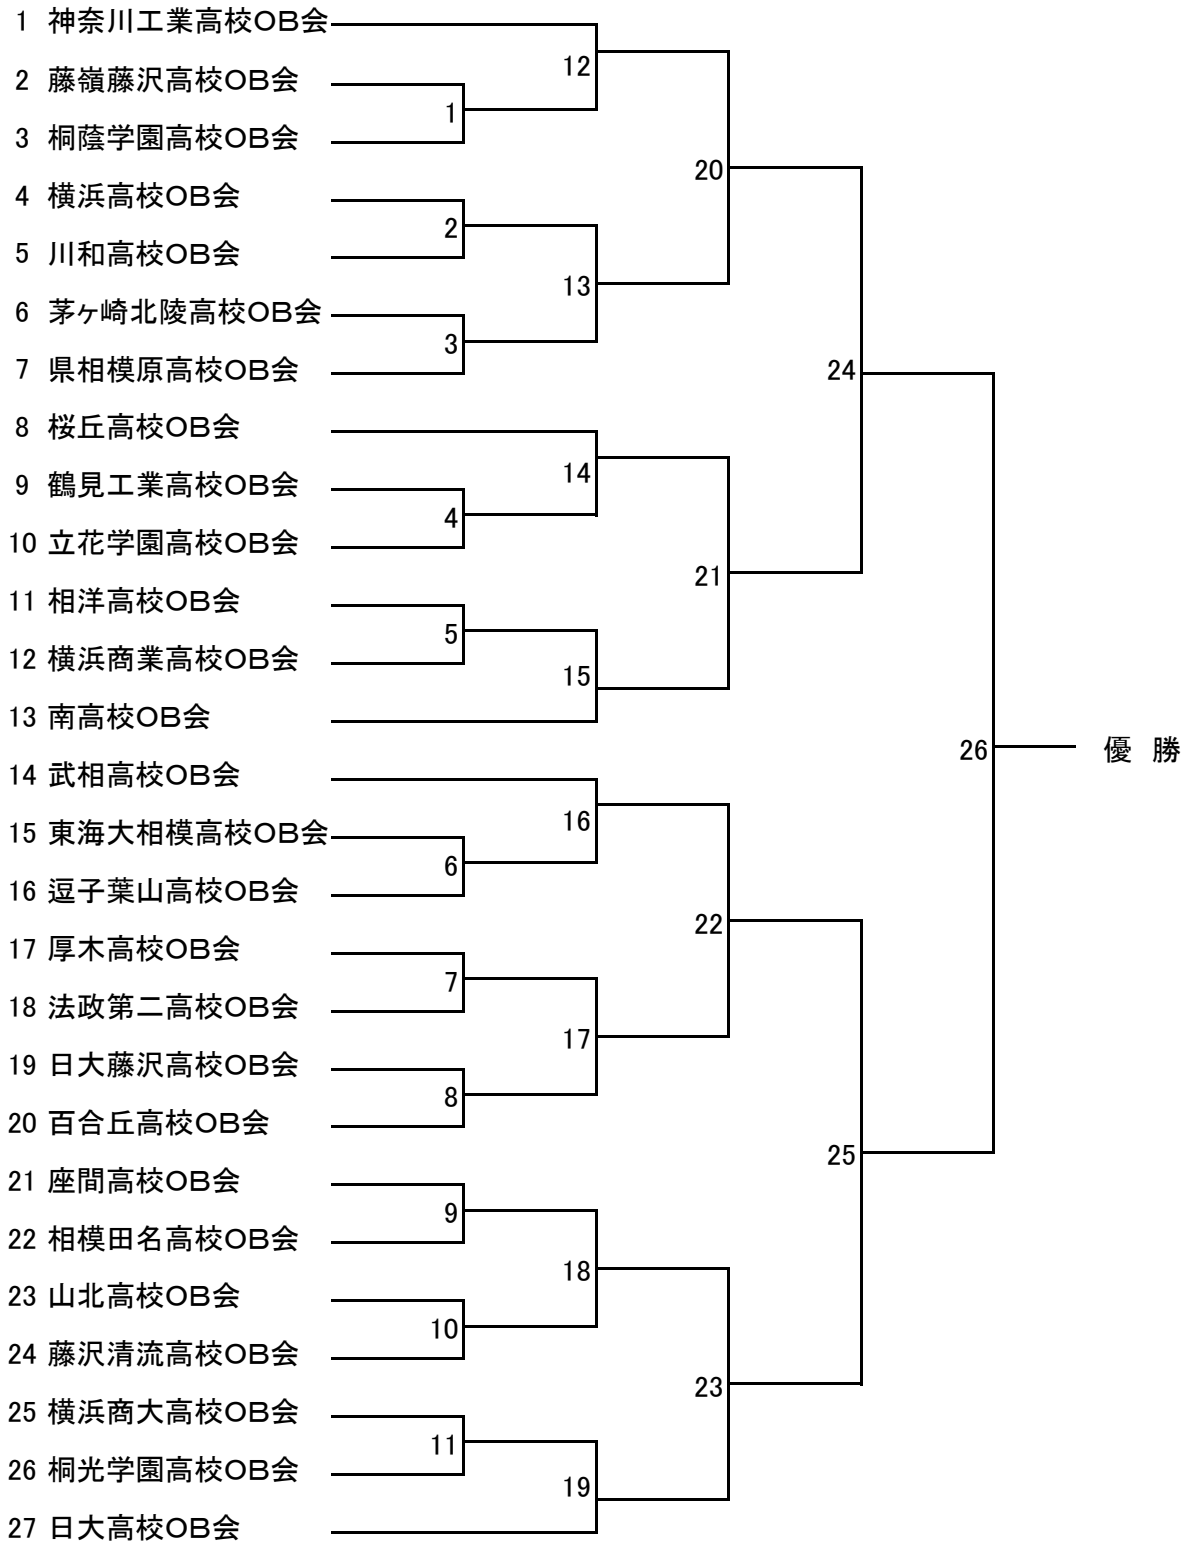 1 神奈川工業高校OB会
12
2 藤嶺藤沢高校OB会
1
3 桐蔭学園高校OB会
20
4 横浜高校OB会
2
5 川和高校OB会
13
6 茅ヶ崎北陵高校OB会
3
7 県相模原高校OB会
24
8 桜丘高校OB会
14
9 鶴見工業高校OB会
4
10 立花学園高校OB会
21
11 相洋高校OB会
5
12 横浜商業高校OB会
15
13 南高校OB会
26 優 勝
14 武相高校OB会
16
15 東海大相模高校OB会
6
16 逗子葉山高校OB会
22
17 厚木高校OB会
7
18 法政第二高校OB会
17
19 日大藤沢高校OB会
8
20 百合丘高校OB会
25
21 座間高校OB会
9
22 相模田名高校OB会
18
23 山北高校OB会
10
24 藤沢清流高校OB会
23
25 横浜商大高校OB会
11
26 桐光学園高校OB会
19
27 日大高校OB会